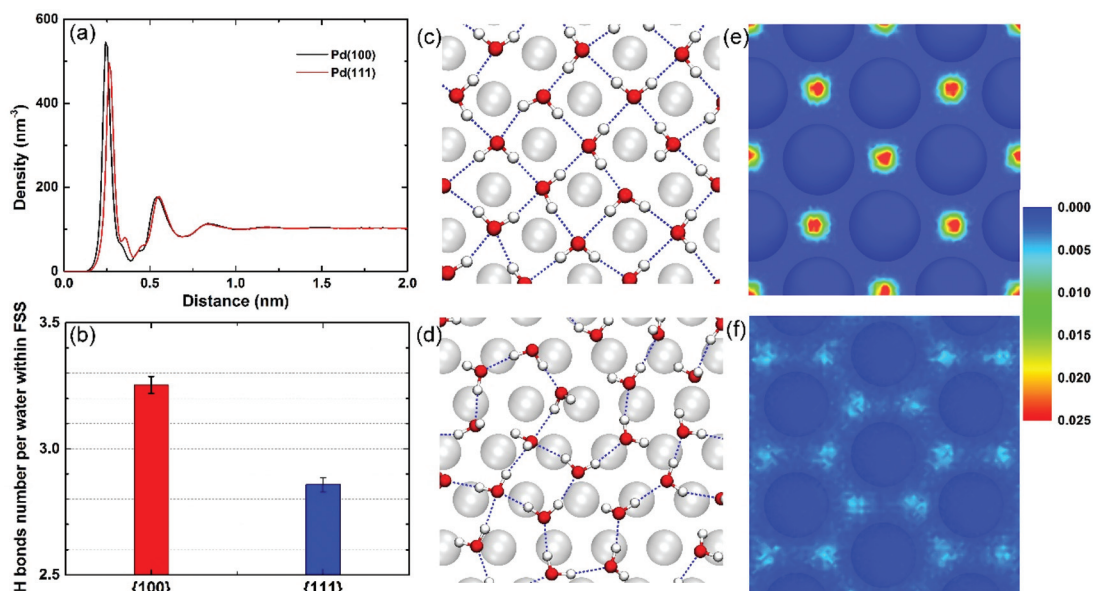 (a)
600
400
200
0
Density (nm⁻³)
Pd(100)
Pd(111)
0.0 0.5 1.0 1.5 2.0
Distance (nm)
(b)
3.5
3.0
2.5
H bonds number per water within FSS
{100} {111}
(c)
(d)
(e)
(f)
0.000
0.005
0.010
0.015
0.020
0.025